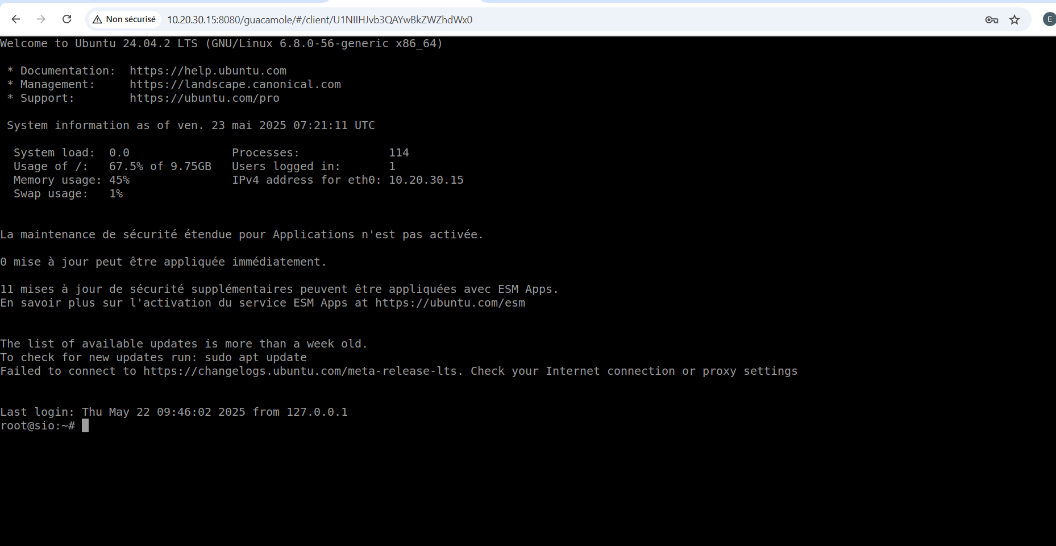 Non sécurisé 10.20.30.15:8080/guacamole/#/client/U1NIIHJvb3QAYwBkZWZhdWx0
E
Welcome to Ubuntu 24.04.2 LTS (GNU/Linux 6.8.0-56-generic x86_64)
* Documentation: https://help.ubuntu.com
* Management: https://landscape.canonical.com
* Support: https://ubuntu.com/pro
System information as of ven. 23 mai 2025 07:21:11 UTC
System load: 0.0 Processes: 114
Usage of /: 67.5% of 9.75GB Users logged in: 1
Memory usage: 45% IPv4 address for eth0: 10.20.30.15
Swap usage: 1%
La maintenance de sécurité étendue pour Applications n'est pas activée.
0 mise à jour peut être appliquée immédiatement.
11 mises à jour de sécurité supplémentaires peuvent être appliquées avec ESM Apps.
En savoir plus sur l'activation du service ESM Apps at https://ubuntu.com/esm
The list of available updates is more than a week old.
To check for new updates run: sudo apt update
Failed to connect to https://changelogs.ubuntu.com/meta-release-lts. Check your Internet connection or proxy settings
Last login: Thu May 22 09:46:02 2025 from 127.0.0.1
root@sio:~#